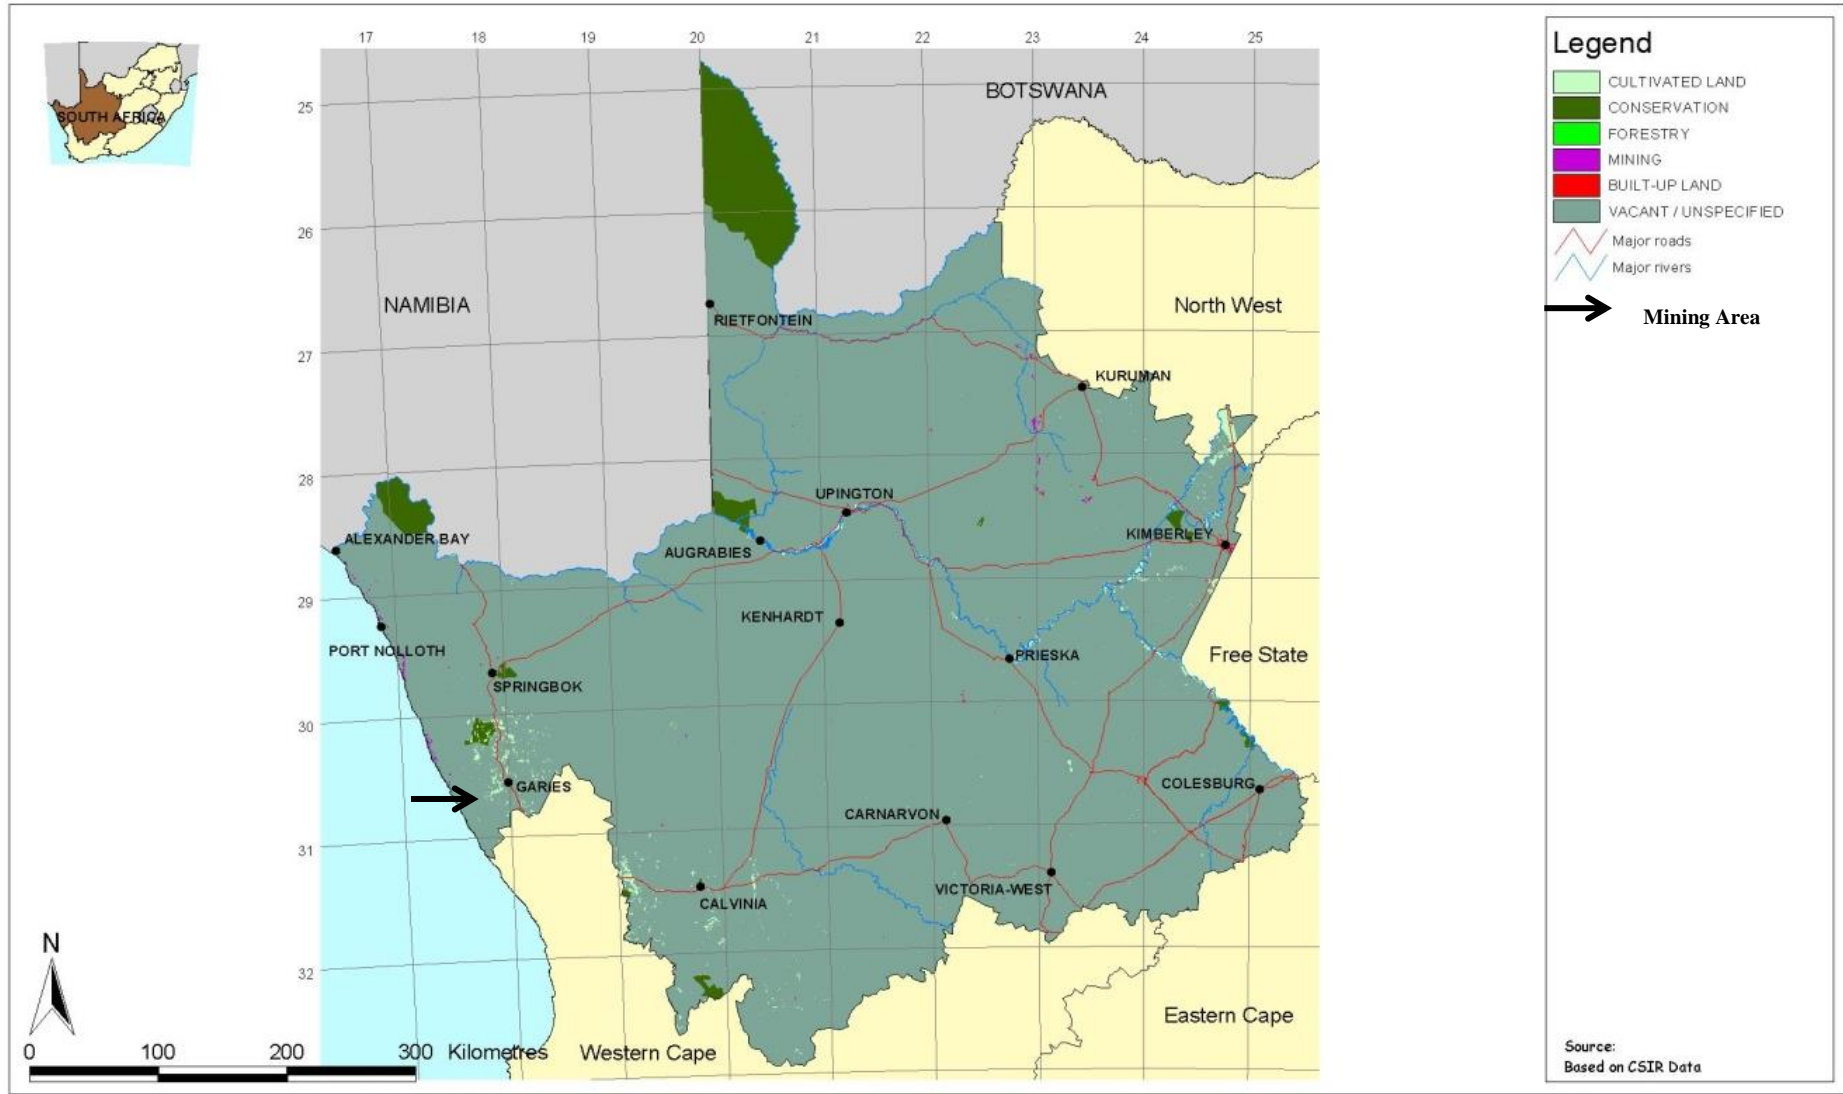 17 18 19 20 21 22 23 24 25
Legend
CULTIVATED LAND
CONSERVATION
FORESTRY
MINING
BUILT-UP LAND
VACANT / UNSPECIFIED
Major roads
Major rivers
Mining Area
SOUTH AFRICA
BOTSWANA
25
26
NAMIBIA
North West
RIETFONTEIN
27
KURUMAN
28
UPINGTON
ALEXANDER BAY
AUGRABIES
KIMBERLEY
29
KENHARDT
PORT NOLLOTH
PRIESKA
Free State
SPRINGBOK
30
GARIES
COLESBURG
CARNARVON
31
VICTORIA-WEST
CALVINIA
N
32
Eastern Cape
0 100 200 300 Kilometres
Western Cape
Source:
Based on CSIR Data